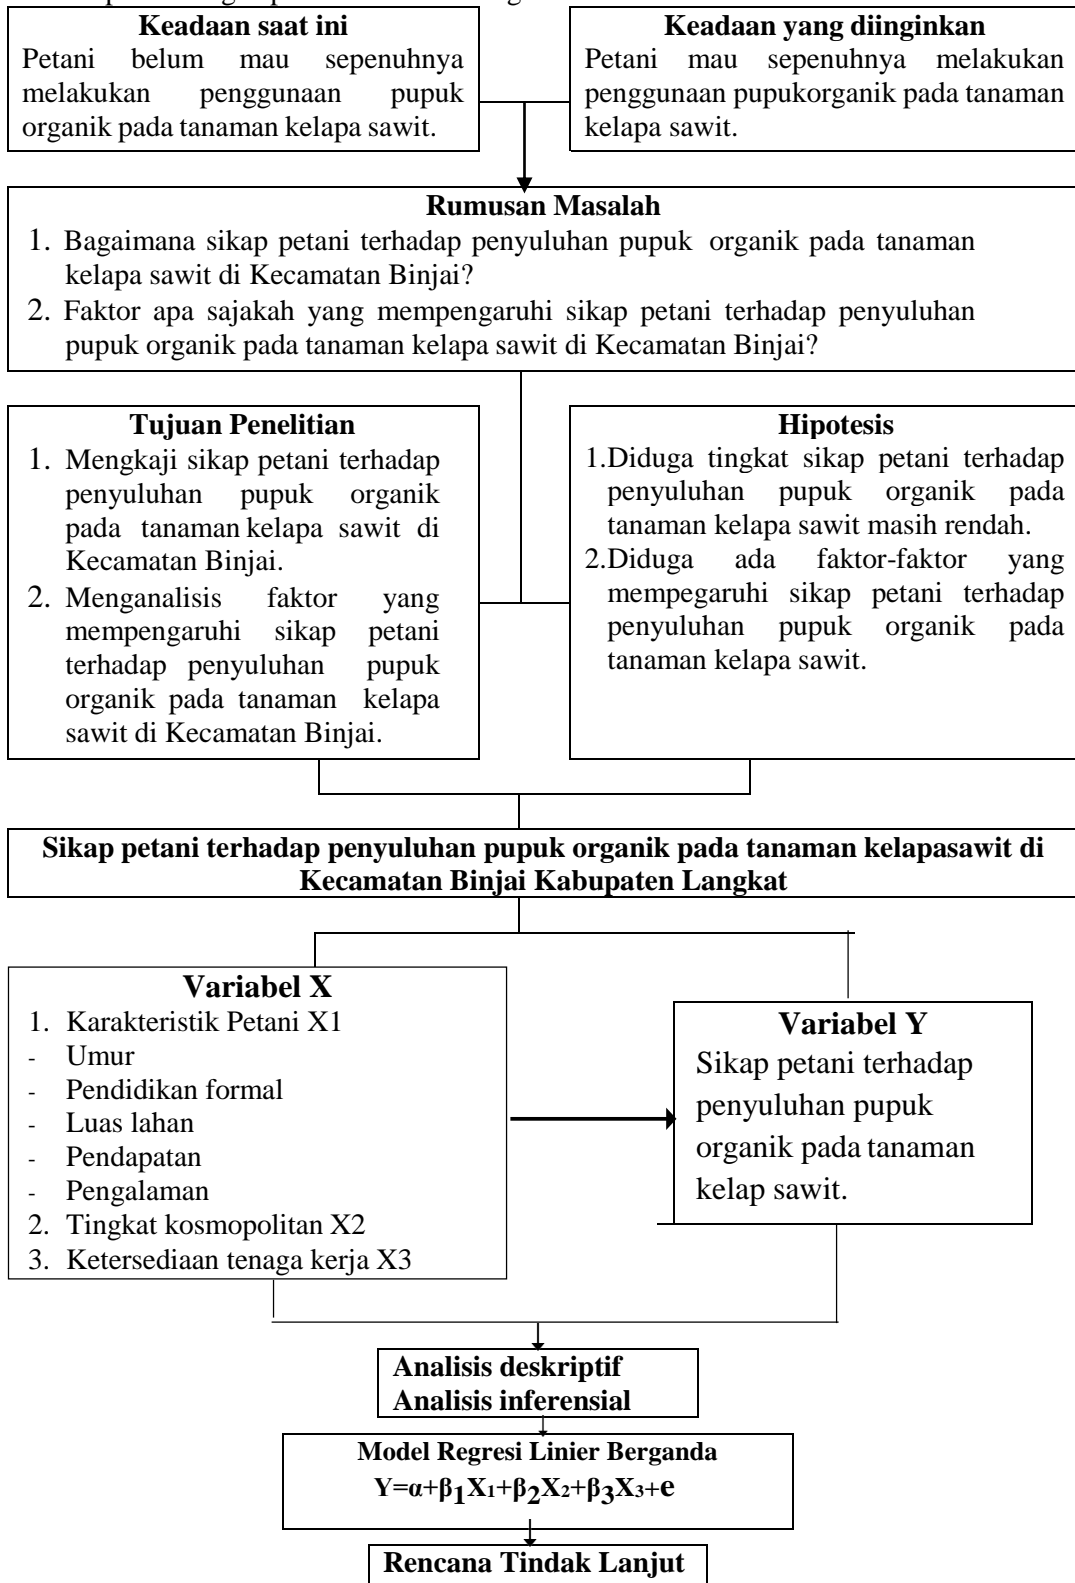 Keadaan saat ini
Petani belum mau sepenuhnya
melakukan penggunaan pupuk
organik pada tanaman kelapa sawit.
Keadaan yang diinginkan
Petani mau sepenuhnya melakukan
penggunaan pupukorganik pada tanaman
kelapa sawit.
Rumusan Masalah
1. Bagaimana sikap petani terhadap penyuluhan pupuk organik pada tanaman
kelapa sawit di Kecamatan Binjai?
2. Faktor apa sajakah yang mempengaruhi sikap petani terhadap penyuluhan
pupuk organik pada tanaman kelapa sawit di Kecamatan Binjai?
Tujuan Penelitian
1. Mengkaji sikap petani terhadap
penyuluhan pupuk organik
pada tanaman kelapa sawit di
Kecamatan Binjai.
2. Menganalisis faktor yang
mempengaruhi sikap petani
terhadap penyuluhan pupuk
organik pada tanaman kelapa
sawit di Kecamatan Binjai.
Hipotesis
1.Diduga tingkat sikap petani terhadap
penyuluhan pupuk organik pada
tanaman kelapa sawit masih rendah.
2.Diduga ada faktor-faktor yang
mempegaruhi sikap petani terhadap
penyuluhan pupuk organik pada
tanaman kelapa sawit.
Sikap petani terhadap penyuluhan pupuk organik pada tanaman kelapasawit di
Kecamatan Binjai Kabupaten Langkat
Variabel X
1. Karakteristik Petani X1
- Umur
- Pendidikan formal
- Luas lahan
- Pendapatan
- Pengalaman
2. Tingkat kosmopolitan X2
3. Ketersediaan tenaga kerja X3
Variabel Y
Sikap petani terhadap
penyuluhan pupuk
organik pada tanaman
kelap sawit.
Analisis deskriptif
Analisis inferensial
Model Regresi Linier Berganda
Y=α+β₁X₁+β₂X₂+β₃X₃+e
Rencana Tindak Lanjut